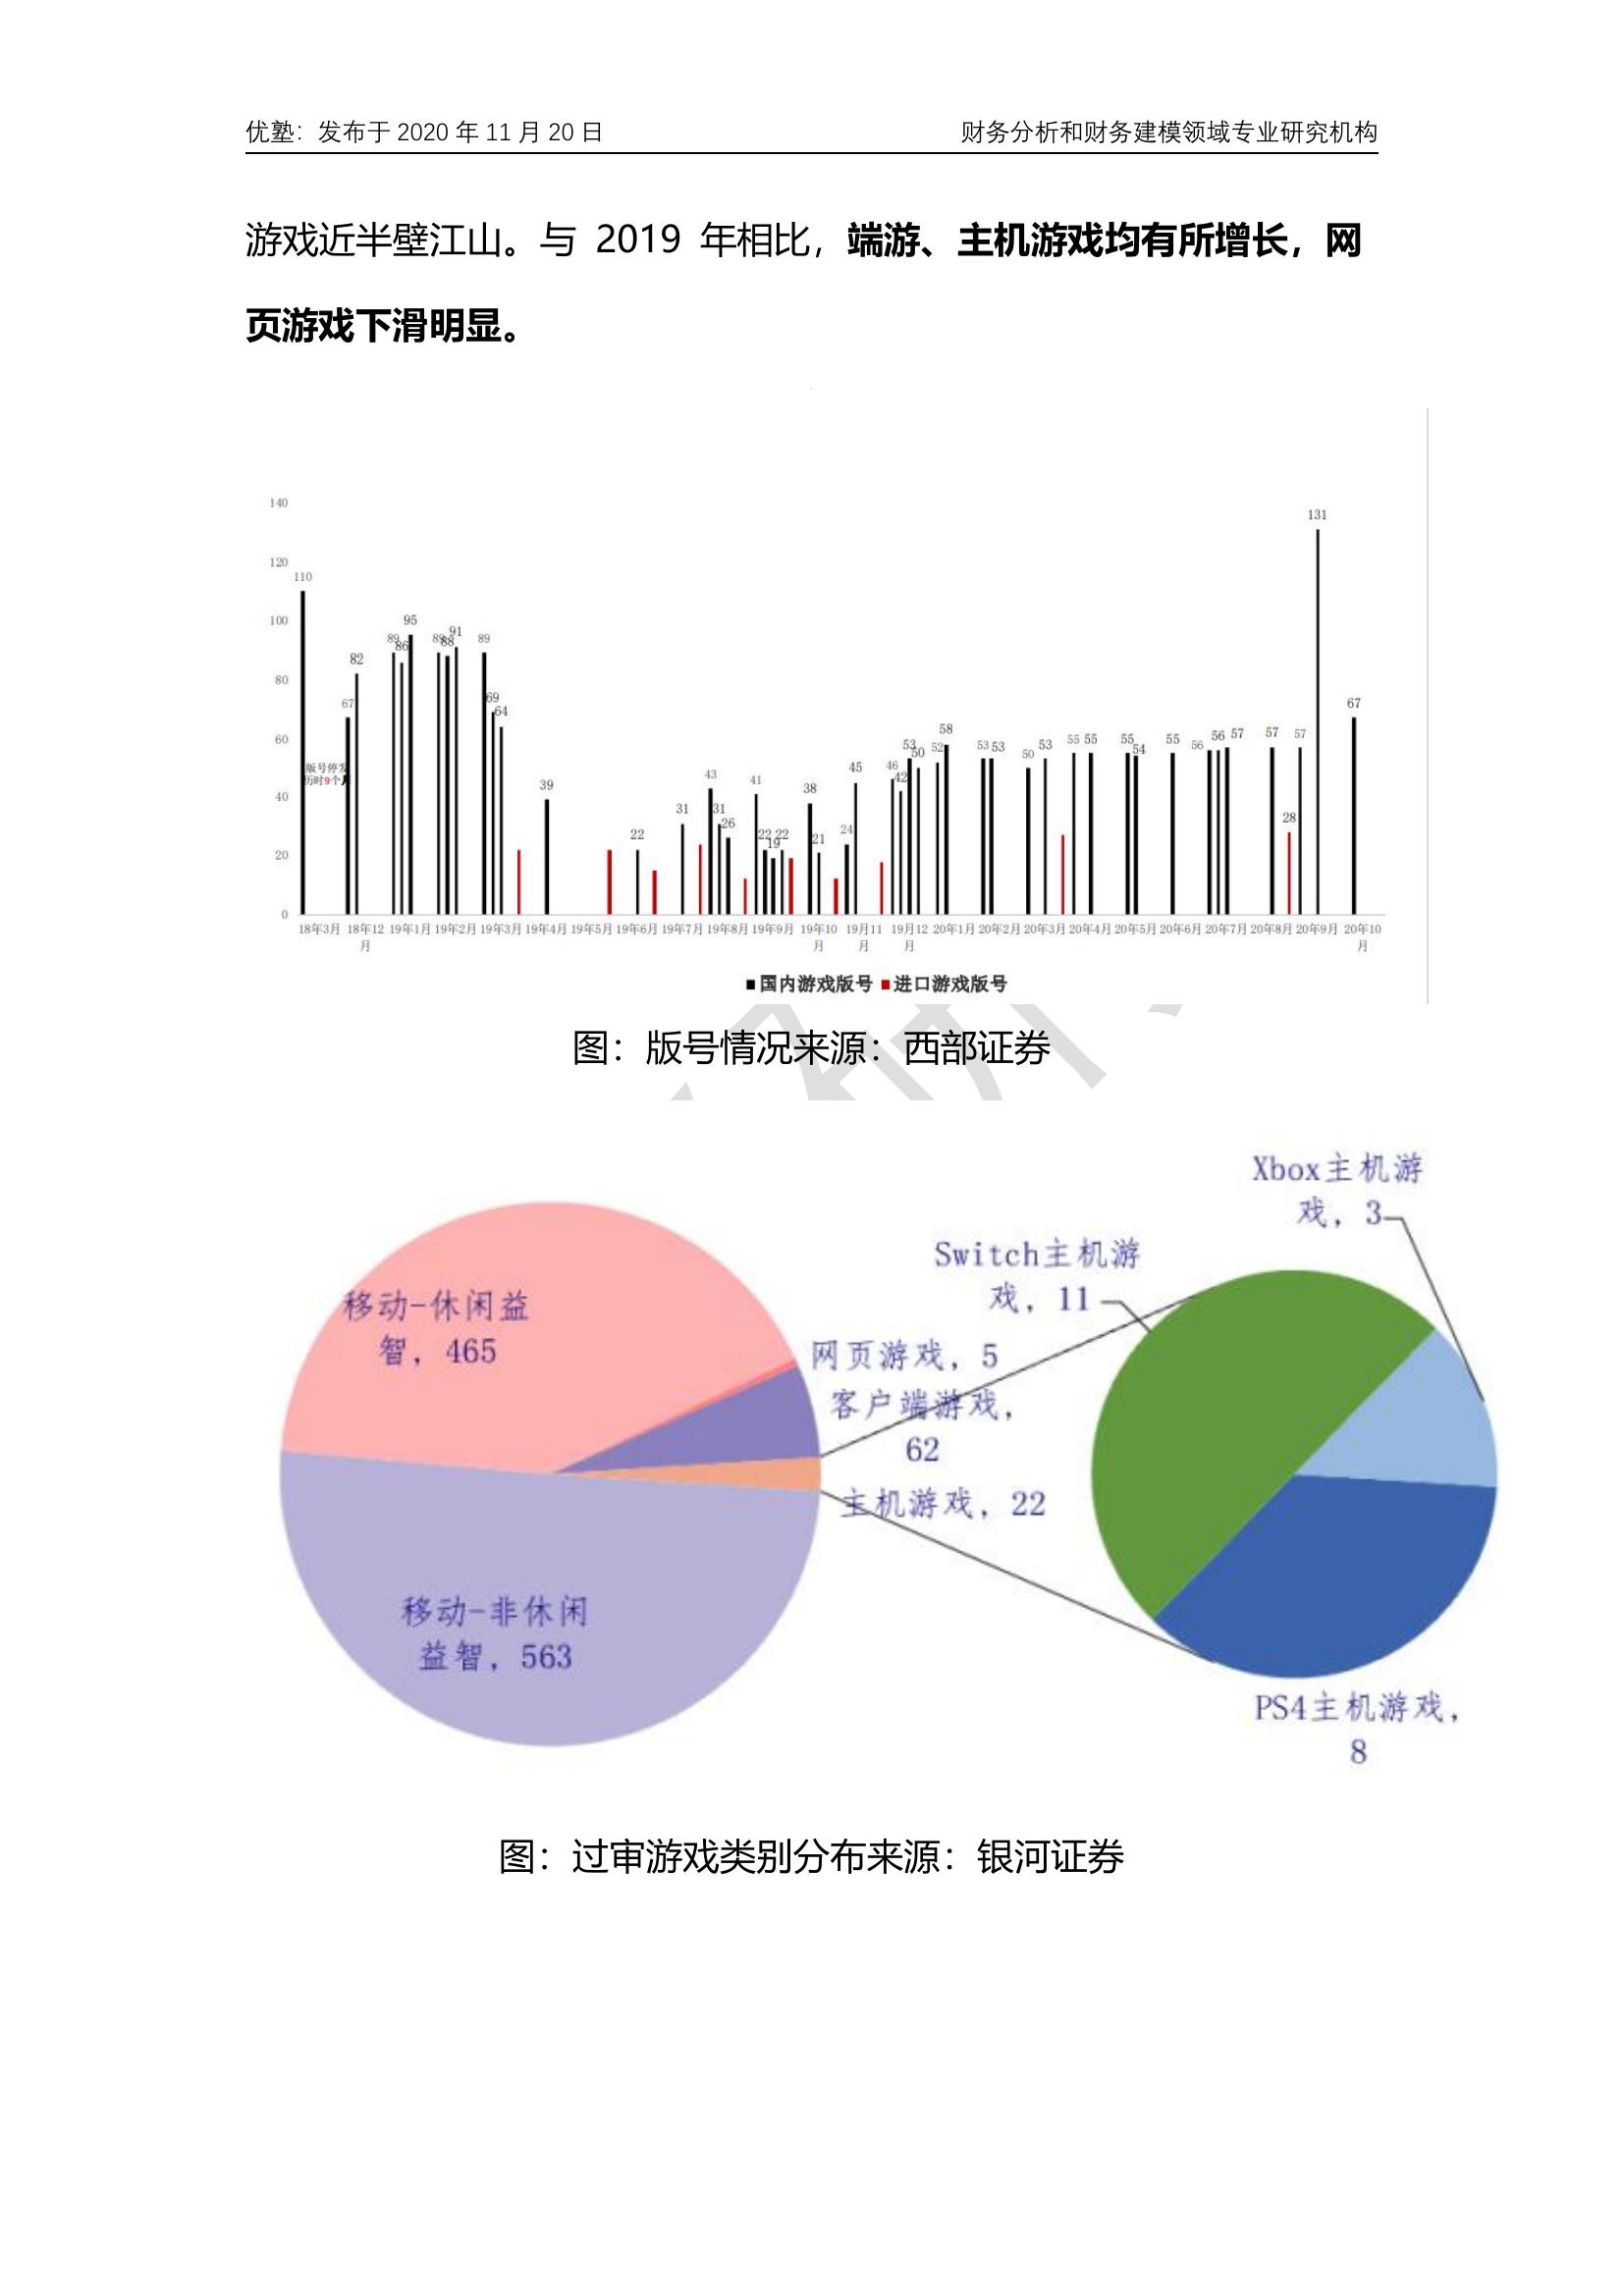 优塾：发布于 2020 年 11 月 20 日
财务分析和财务建模领域专业研究机构
游戏近半壁江山。与 2019 年相比，端游、主机游戏均有所增长，网
页游戏下滑明显。
140
120
100
80
60
40
20
0
110
版号停发
历时9个月
67
82
89
86
95
89
88
91
89
69
64
39
22
31
43
31
26
41
22
19
22
38
21
24
45
46
42
53
50
52
58
53
53
50
53
55
55
55
54
55
56
56
57
57
28
57
131
67
18年3月
18年12
月
19年1月
19年2月
19年3月
19年4月
19年5月
19年6月
19年7月
19年8月
19年9月
19年10
月
19月11
月
19月12
月
20年1月
20年2月
20年3月
20年4月
20年5月
20年6月
20年7月
20年8月
20年9月
20年10
月
国内游戏版号 进口游戏版号
图：版号情况来源：西部证券
移动-休闲益
智，465
网页游戏，5
客户端游戏，
62
主机游戏，22
移动-非休闲
益智，563
Switch主机游
戏，11
Xbox主机游
戏，3
PS4主机游戏，
8
图：过审游戏类别分布来源：银河证券